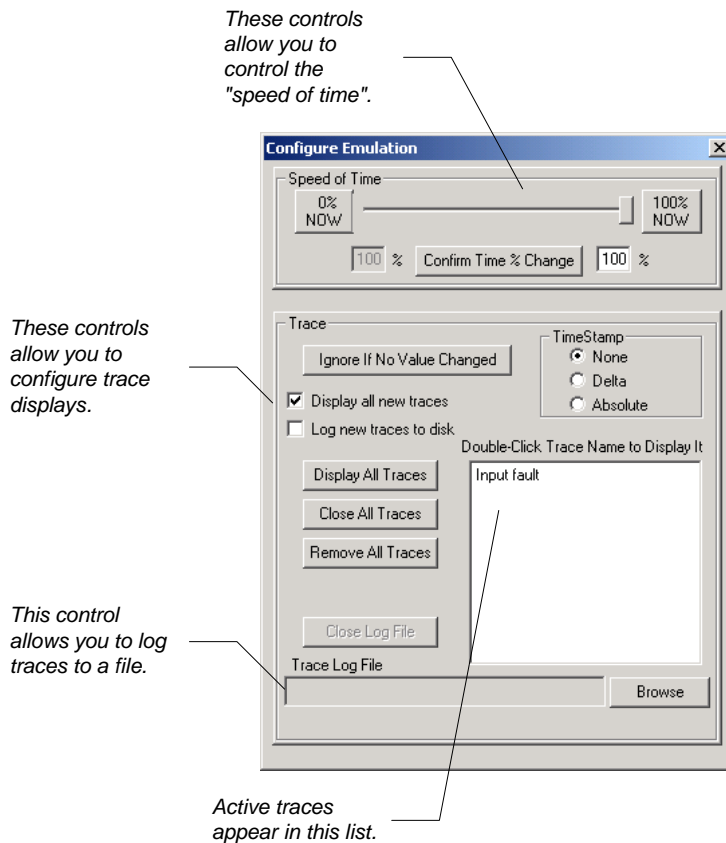 These controls
allow you to
control the
"speed of time".
Configure Emulation
Speed of Time
0%
NOW
100%
NOW
100 % Confirm Time % Change 100 %
These controls
allow you to
configure trace
displays.
Trace
Ignore If No Value Changed
TimeStamp
None
Delta
Absolute
Display all new traces
Log new traces to disk
Double-Click Trace Name to Display It
Input fault
Display All Traces
Close All Traces
Remove All Traces
This control
allows you to log
traces to a file.
Close Log File
Trace Log File
Browse
Active traces
appear in this list.